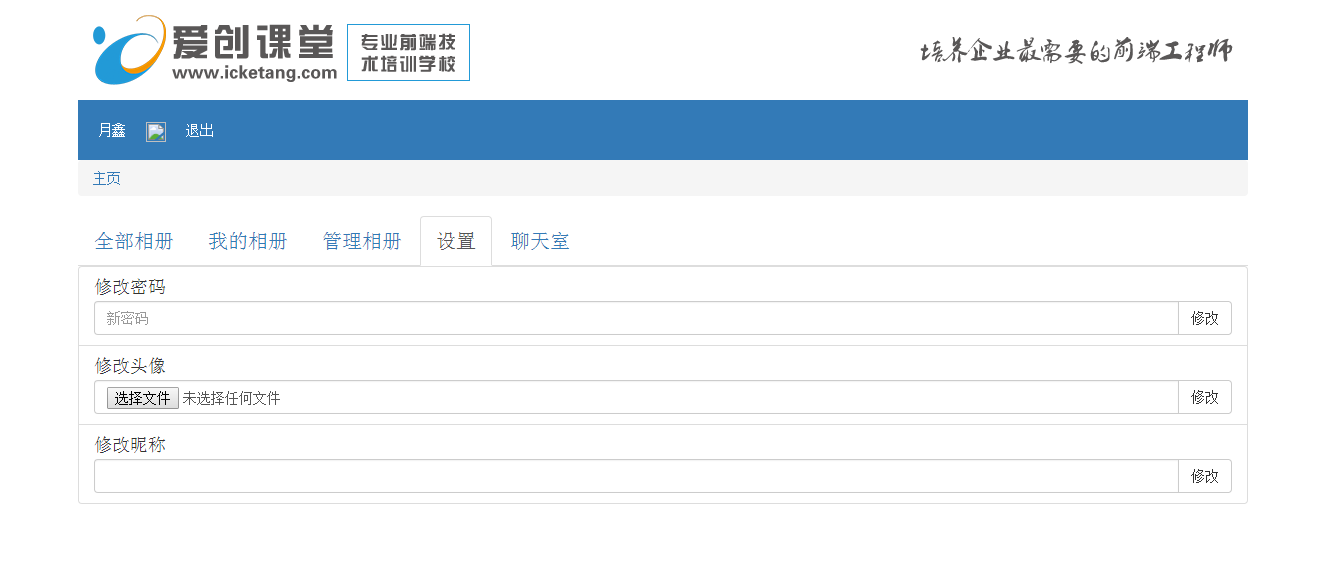 爱创课堂
www.icketang.com
专业前端技
术培训学校
培养企业最需要的前端工程师
月鑫 退出
主页
全部相册 我的相册 管理相册 设置 聊天室
修改密码
新密码 修改
修改头像
选择文件 未选择任何文件 修改
修改昵称
修改